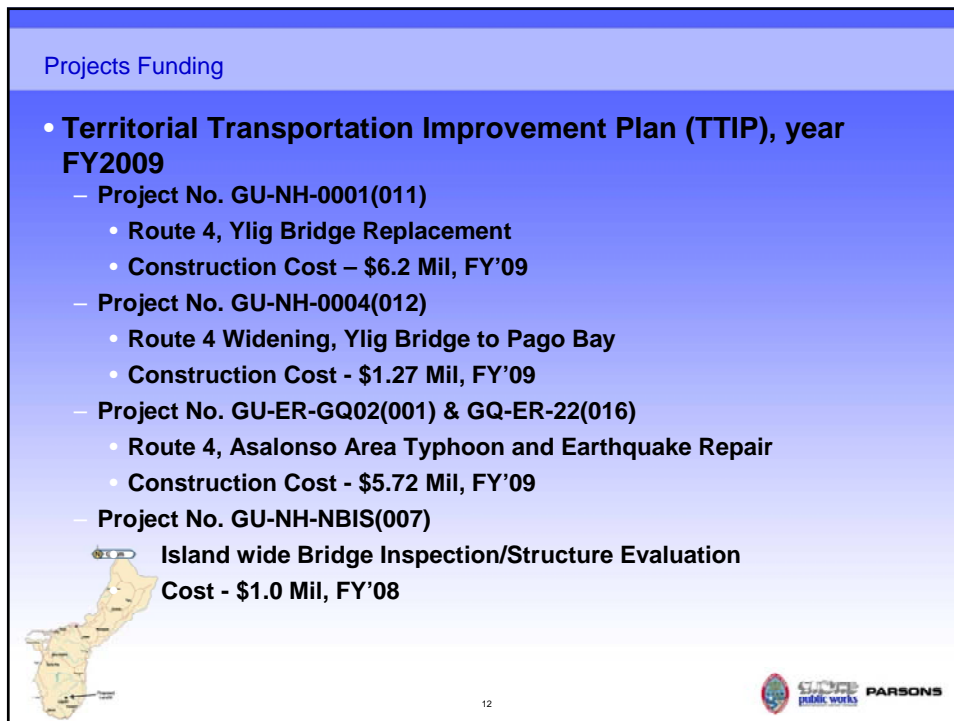 Projects Funding
• Territorial Transportation Improvement Plan (TTIP), year
FY2009
– Project No. GU-NH-0001(011)
• Route 4, Ylig Bridge Replacement
• Construction Cost – $6.2 Mil, FY'09
– Project No. GU-NH-0004(012)
• Route 4 Widening, Ylig Bridge to Pago Bay
• Construction Cost - $1.27 Mil, FY'09
– Project No. GU-ER-GQ02(001) & GQ-ER-22(016)
• Route 4, Asalonso Area Typhoon and Earthquake Repair
• Construction Cost - $5.72 Mil, FY'09
– Project No. GU-NH-NBIS(007)
Island wide Bridge Inspection/Structure Evaluation
Cost - $1.0 Mil, FY'08
12
public works
PARSONS